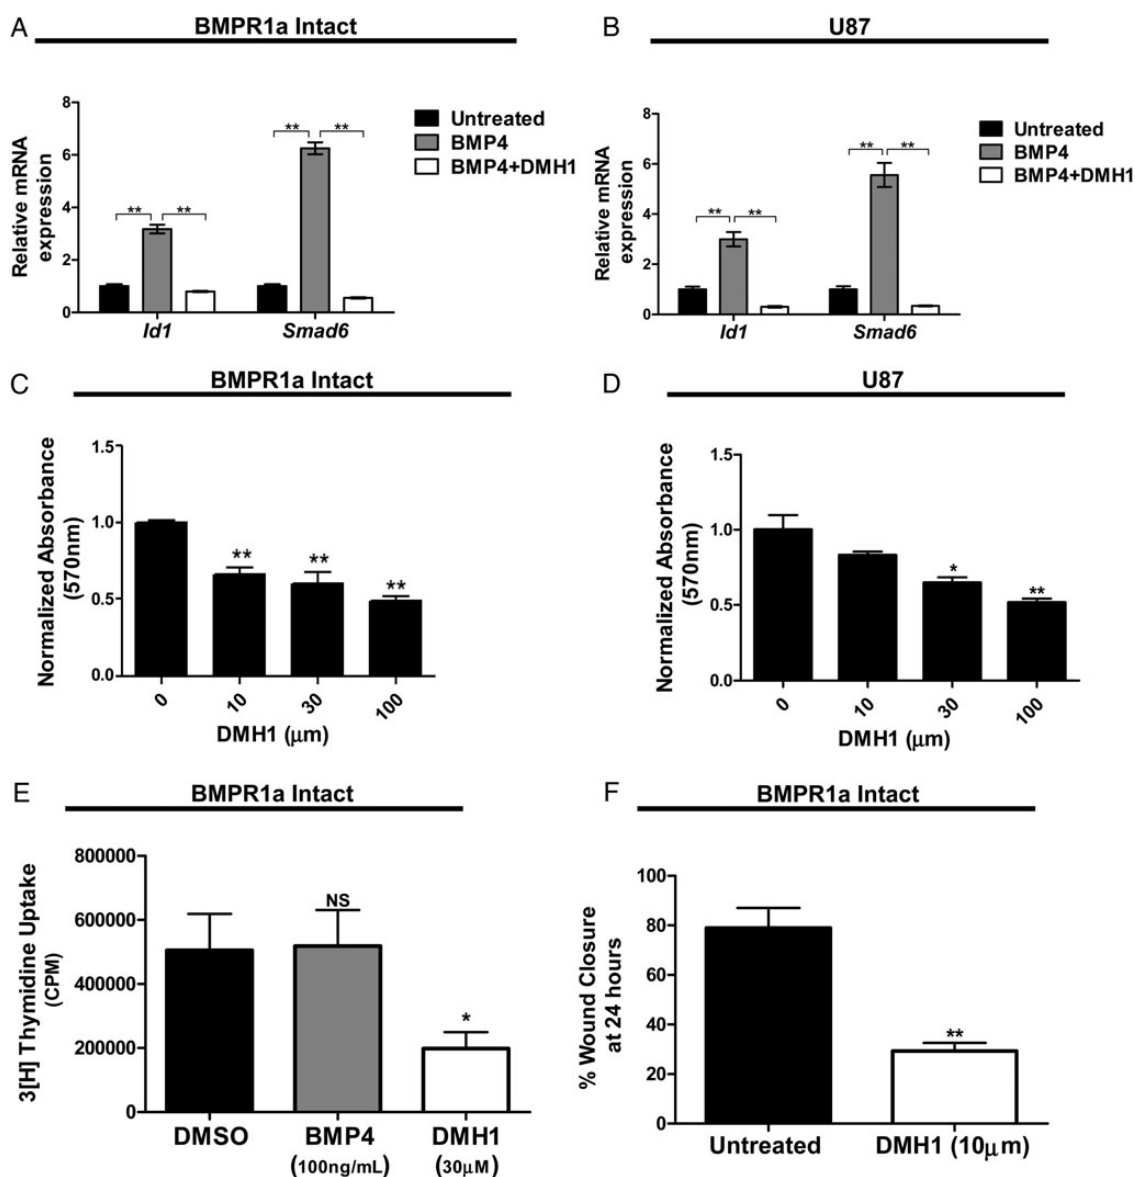 A
BMPR1a Intact
Relative mRNA
expression
8
6
4
2
0
** **
** **
Id1
Smad6
Untreated
BMP4
BMP4+DMH1
B
U87
Relative mRNA
expression
8
6
4
2
0
** **
** **
Id1
Smad6
Untreated
BMP4
BMP4+DMH1
C
BMPR1a Intact
Normalized Absorbance
(570nm)
1.5
1.0
0.5
0.0
**
**
**
0
10
30
100
DMH1 (μm)
D
U87
Normalized Absorbance
(570nm)
1.5
1.0
0.5
0.0
*
**
0
10
30
100
DMH1 (μm)
E
BMPR1a Intact
3[H] Thymidine Uptake
(CPM)
800000
600000
400000
200000
0
NS
*
DMSO
BMP4
(100ng/mL)
DMH1
(30μM)
F
BMPR1a Intact
% Wound Closure
at 24 hours
100
80
60
40
20
0
**
Untreated
DMH1 (10μm)